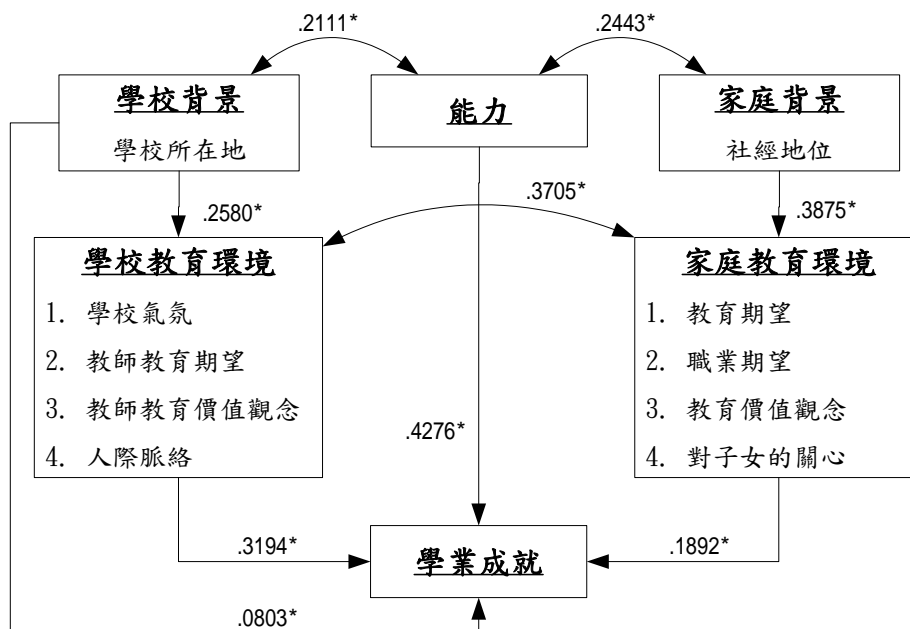 .2111*
.2443*
學校背景
學校所在地
能力
家庭背景
社經地位
.2580*
.3705*
.3875*
學校教育環境
1. 學校氣氛
2. 教師教育期望
3. 教師教育價值觀念
4. 人際脈絡
家庭教育環境
1. 教育期望
2. 職業期望
3. 教育價值觀念
4. 對子女的關心
.4276*
.3194*
學業成就
.1892*
.0803*